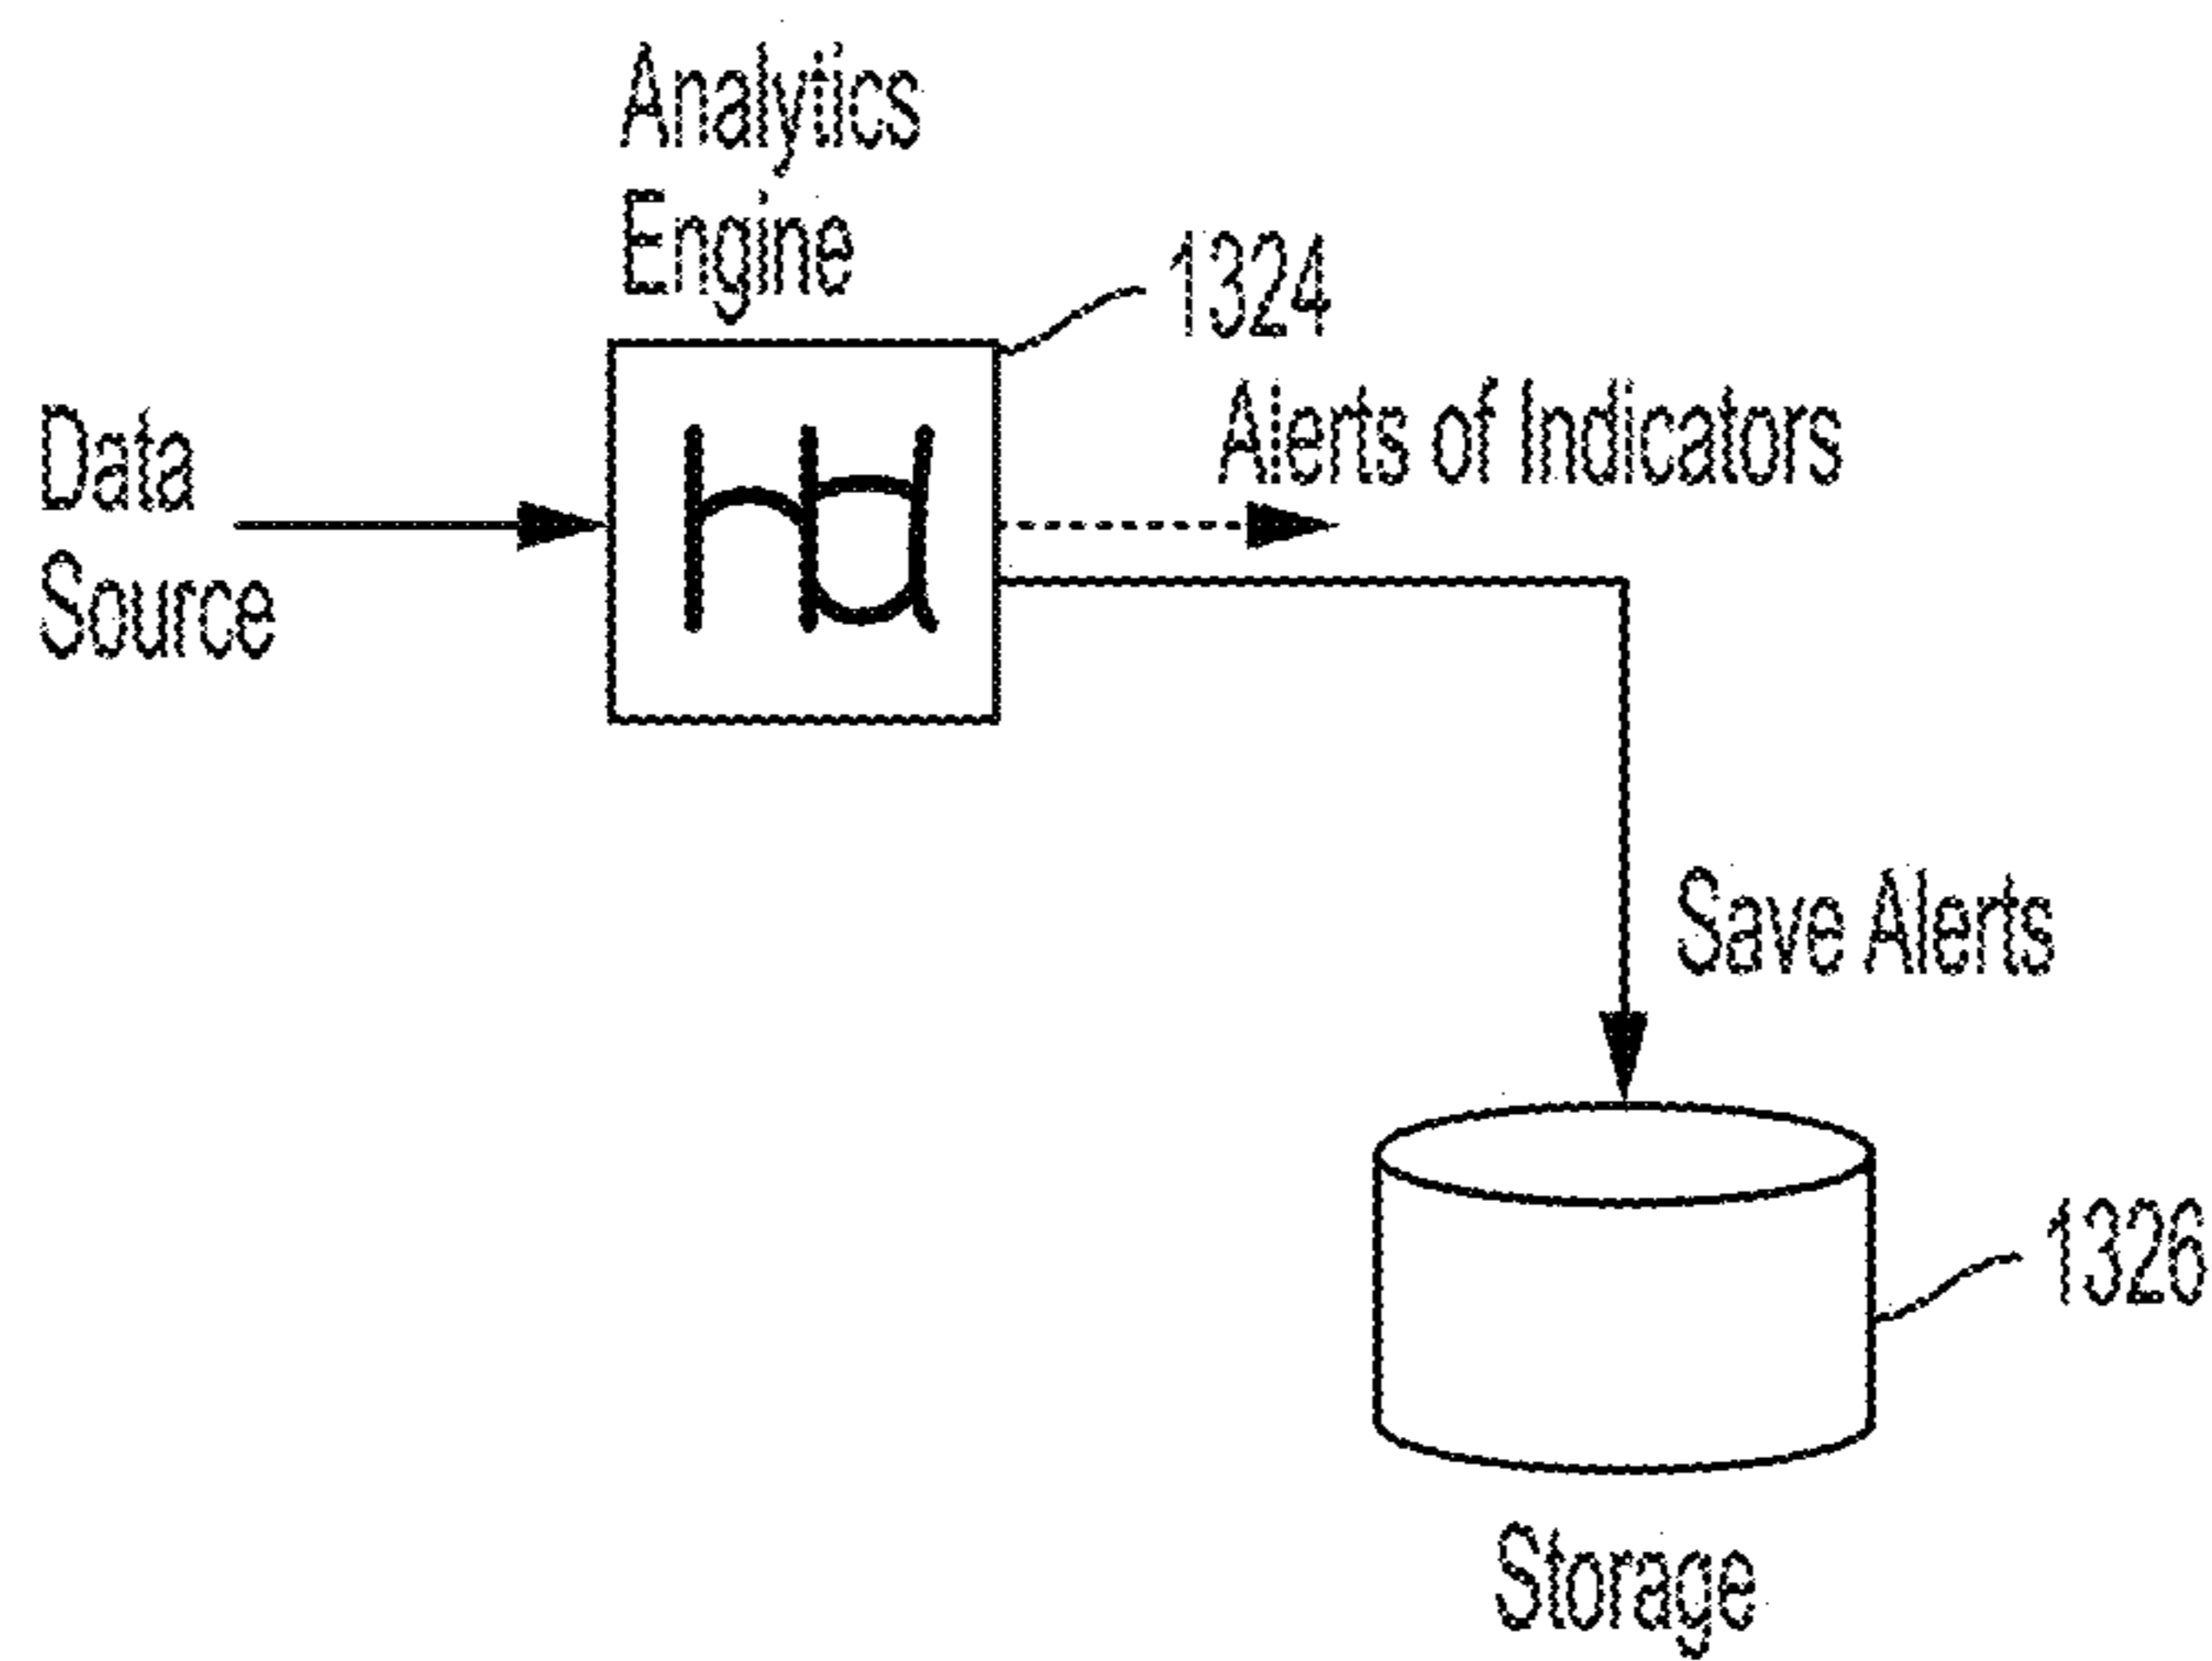 Analytics
Engine
1324
Data
Source
Alerts of Indicators
Save Alerts
1326
Storage